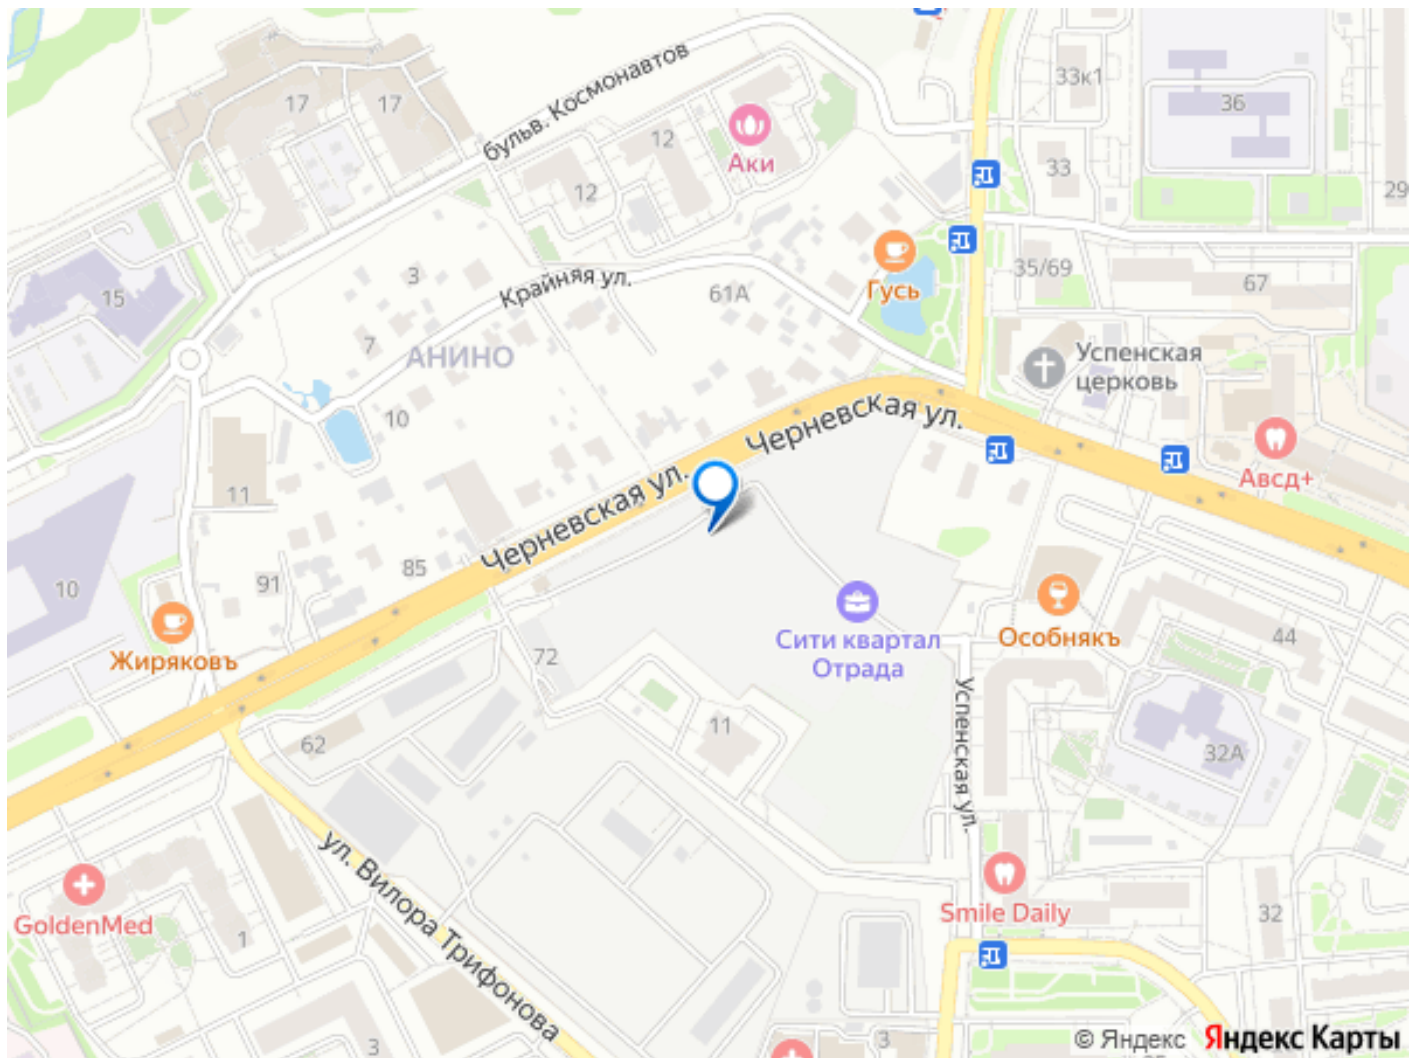 бульв. Космонавтов
33к1
36
17
17
12
Аки
12
33
29
3
Крайняя ул.
61А
Гусь
35/69
67
15
7
АНИНО
Успенская
церковь
10
Черневская ул.
Авсд+
11
Черневская ул.
85
91
10
Жиряковъ
Сити квартал
Отрада
Особнякъ
44
72
Успенская ул.
62
11
32А
ул. Вилора Трифонова
GoldenMed
1
Smile Daily
32
3
3
© Яндекс Яндекс Карты